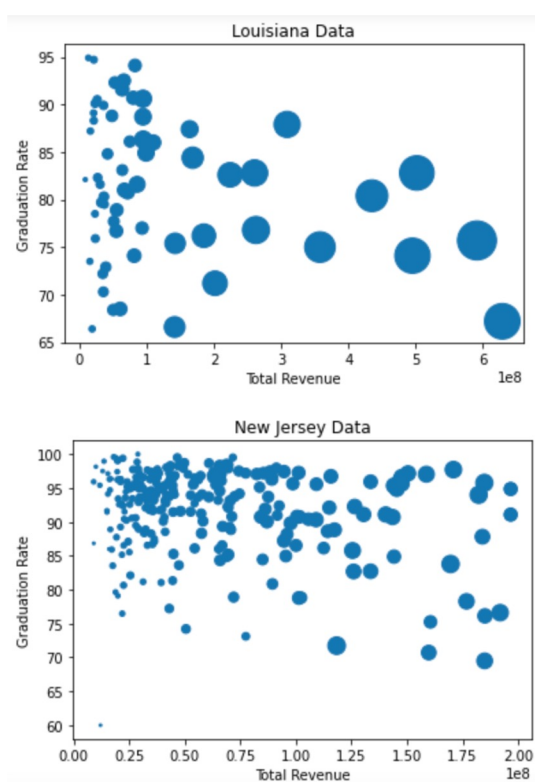 Louisiana Data
95
90
85
80
75
70
65
Graduation Rate
0 1 2 3 4 5 6
1e8
Total Revenue
New Jersey Data
100
95
90
85
80
75
70
65
60
Graduation Rate
0.00 0.25 0.50 0.75 1.00 1.25 1.50 1.75 2.00
1e8
Total Revenue